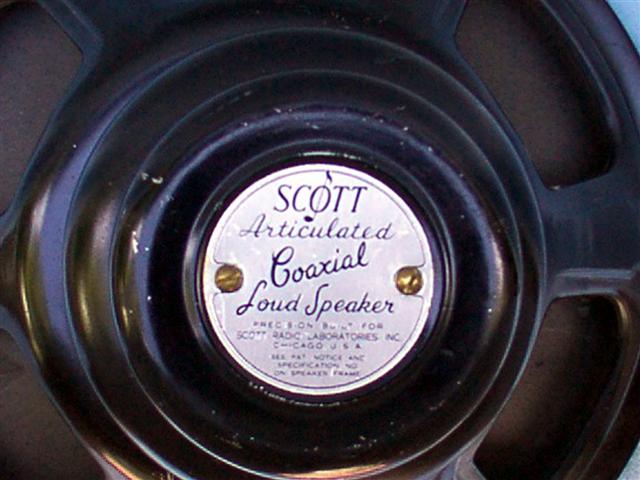 SCOTT
Articulated
Coaxial
Loud Speaker
PRECISION BUILT FOR
SCOTT RADIO LABORATORIES INC.
CHICAGO U.S.A.
SEE PAT. NOTICE AND
SPECIFICATION NO
ON SPEAKER FRAME